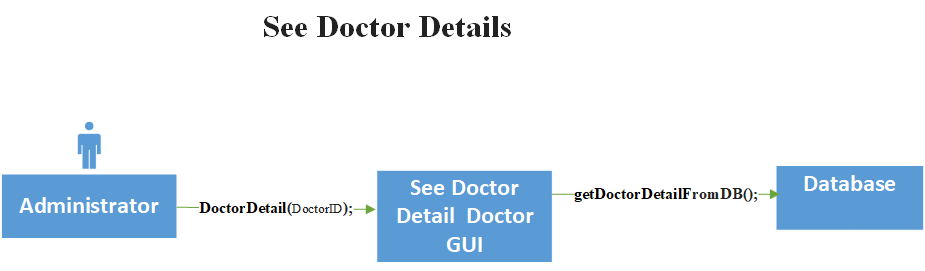 See Doctor Details
Administrator
DoctorDetail(DoctorID);
See Doctor
Detail Doctor
GUI
getDoctorDetailFromDB();
Database